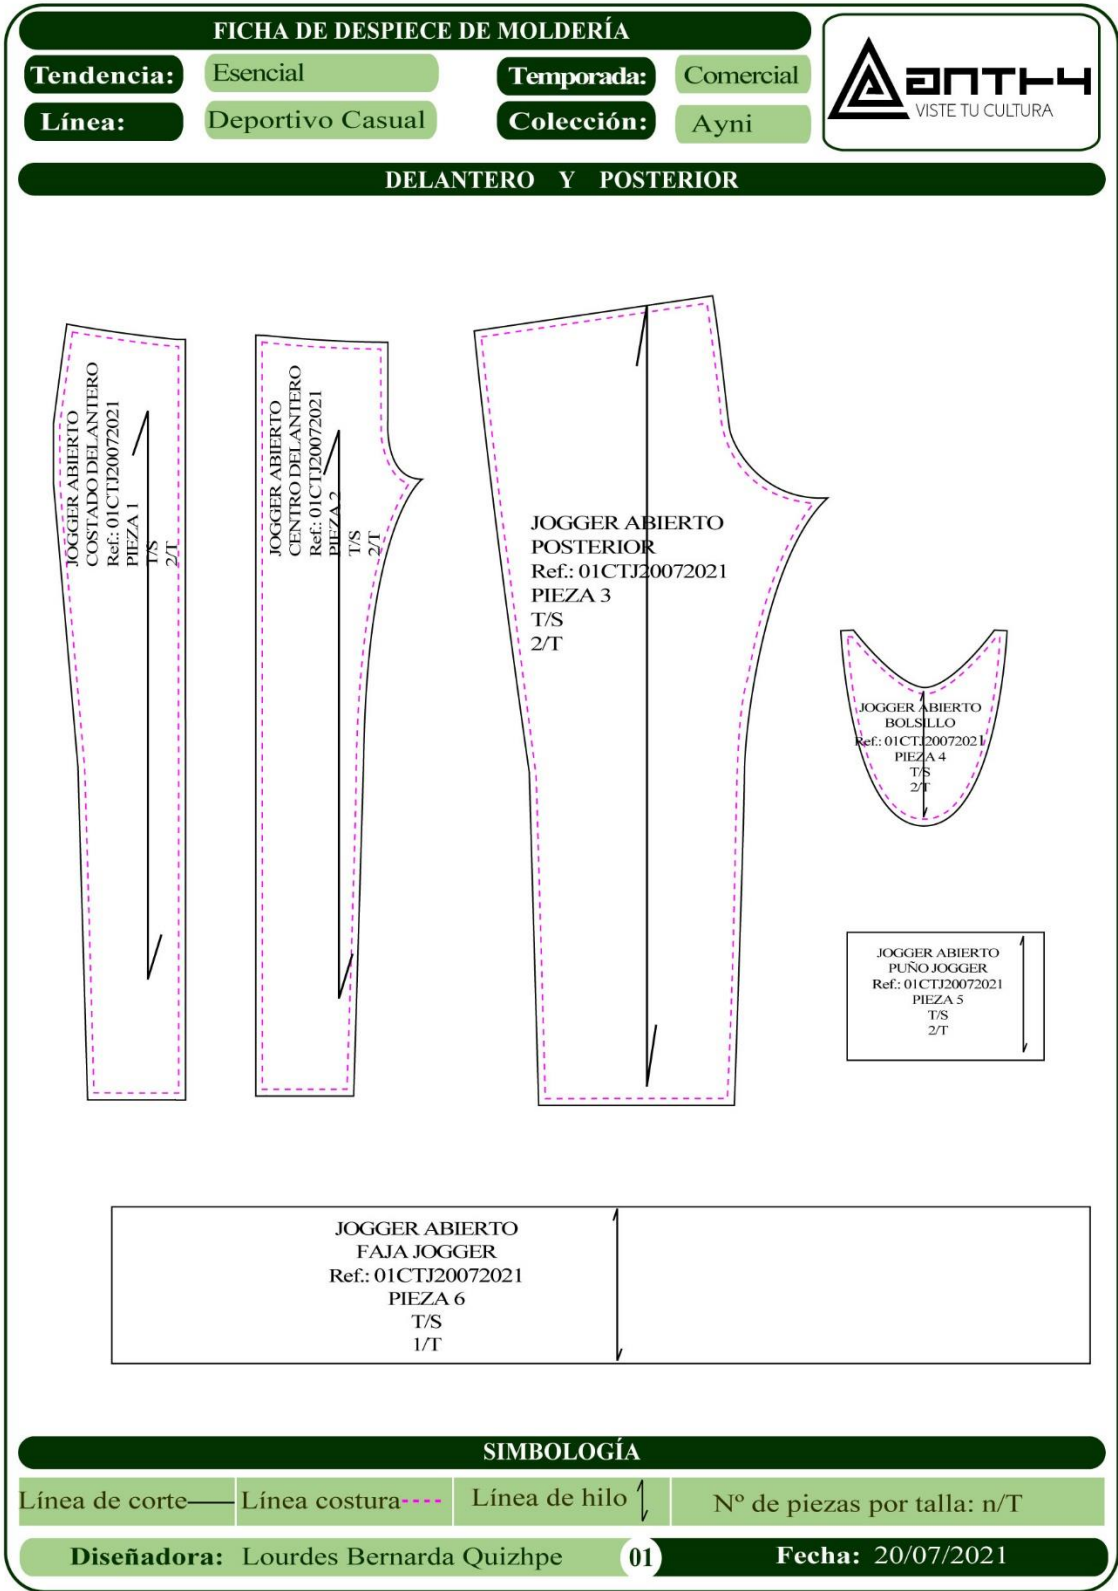 FICHA DE DESPIECE DE MOLDERÍA
Tendencia: Esencial Temporada: Comercial
Línea: Deportivo Casual Colección: Ayni
VISTE TU CULTURA
DELANTERO Y POSTERIOR
JOGGER ABIERTO
COSTADO DELANTERO
Ref.: 01CTJ20072021
PIEZA 1
T/S
2/T
JOGGER ABIERTO
CENTRO DELANTERO
Ref.: 01CTJ20072021
PIEZA 2
T/S
2/T
JOGGER ABIERTO
POSTERIOR
Ref.: 01CTJ20072021
PIEZA 3
T/S
2/T
JOGGER ABIERTO
BOLSILLO
Ref.: 01CTJ20072021
PIEZA 4
T/S
2/T
JOGGER ABIERTO
PUÑO JOGGER
Ref.: 01CTJ20072021
PIEZA 5
T/S
2/T
JOGGER ABIERTO
FAJA JOGGER
Ref.: 01CTJ20072021
PIEZA 6
T/S
1/T
SIMBOLOGÍA
Línea de corte Línea costura Línea de hilo Nº de piezas por talla: n/T
Diseñadora: Lourdes Bernarda Quizhpe 01 Fecha: 20/07/2021